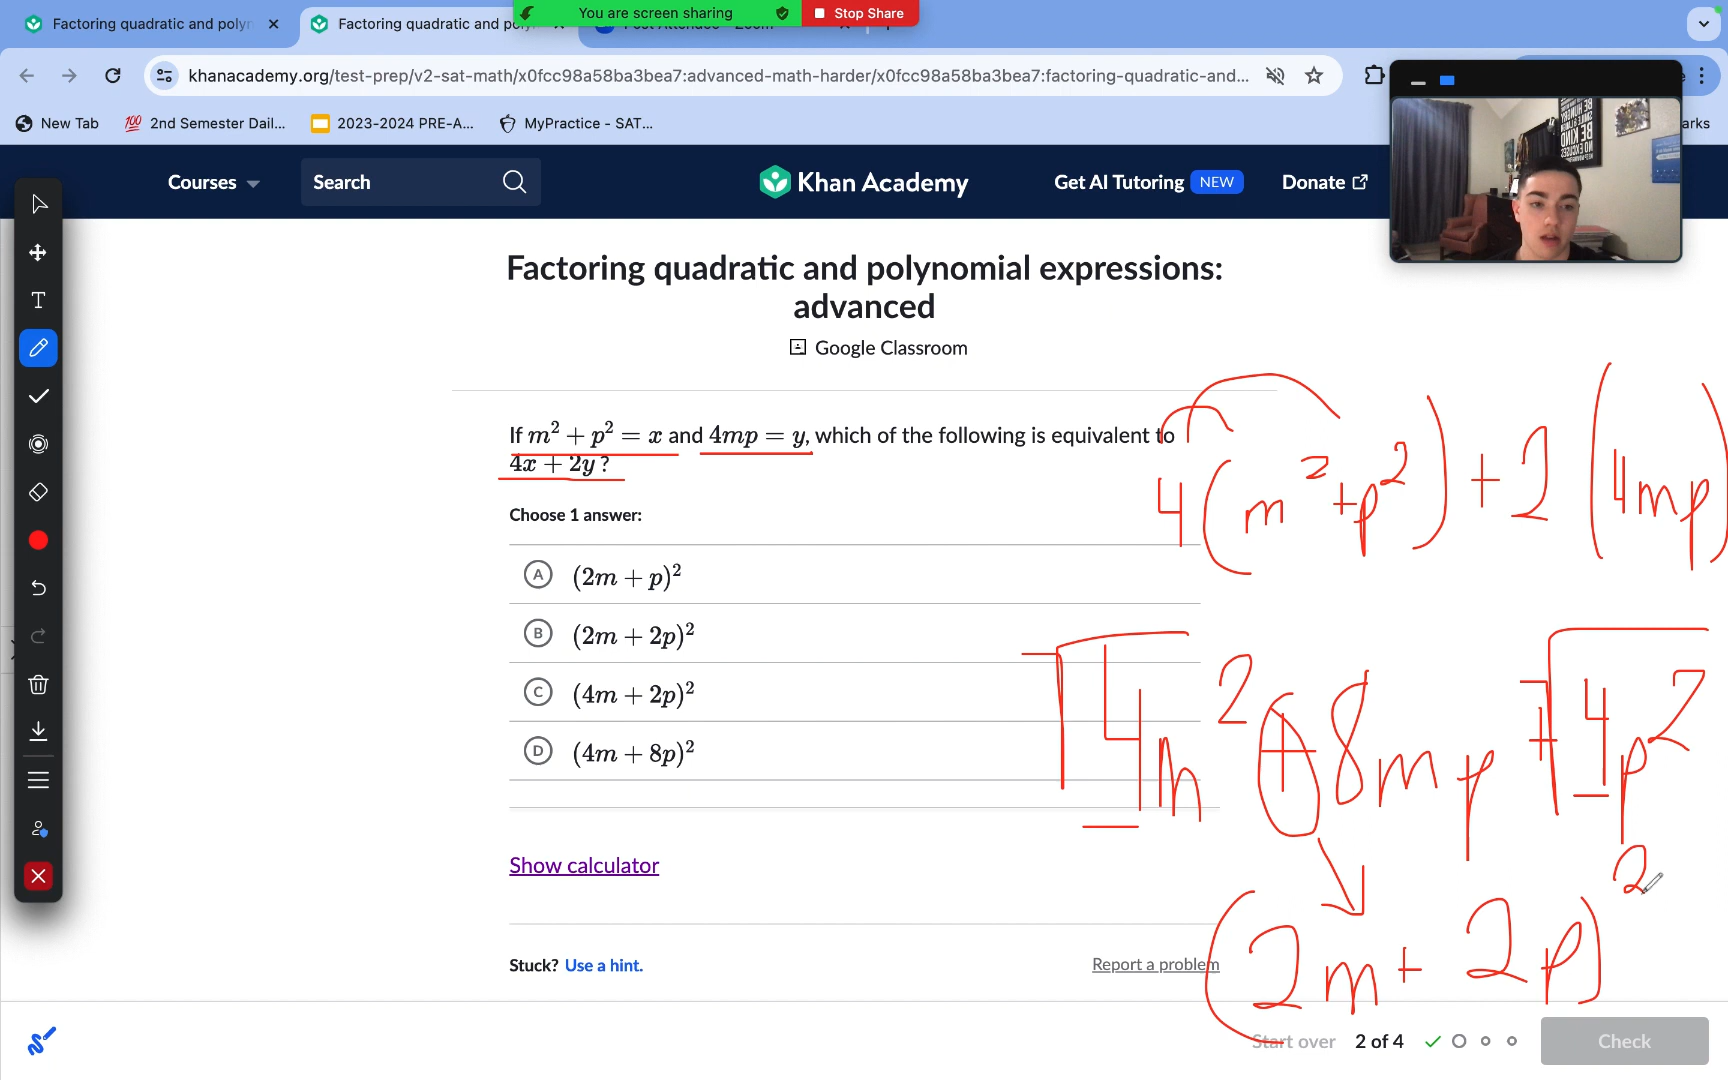 Factoring quadratic and polyn
Factoring quadratic and po
You are screen sharing
Stop Share
khanacademy.org/test-prep/v2-sat-math/x0fcc98a58ba3bea7:advanced-math-harder/x0fcc98a58ba3bea7:factoring-quadratic-and...
New Tab
2nd Semester Dail...
2023-2024 PRE-A...
MyPractice - SAT...
arks
Courses
Search
Khan Academy
Get AI Tutoring NEW
Donate
BE KIND
Factoring quadratic and polynomial expressions:
advanced
Google Classroom
If m² + p² = x and 4mp = y, which of the following is equivalent to
4x + 2y?
4(m² + p²) + 2(4mp)
Choose 1 answer:
A (2m + p)²
B (2m + 2p)²
C (4m + 2p)²
D (4m + 8p)²
√4m² + 8mp + √4p²
(2m + 2p)²
Show calculator
Stuck? Use a hint.
Report a problem
Start over 2 of 4
Check